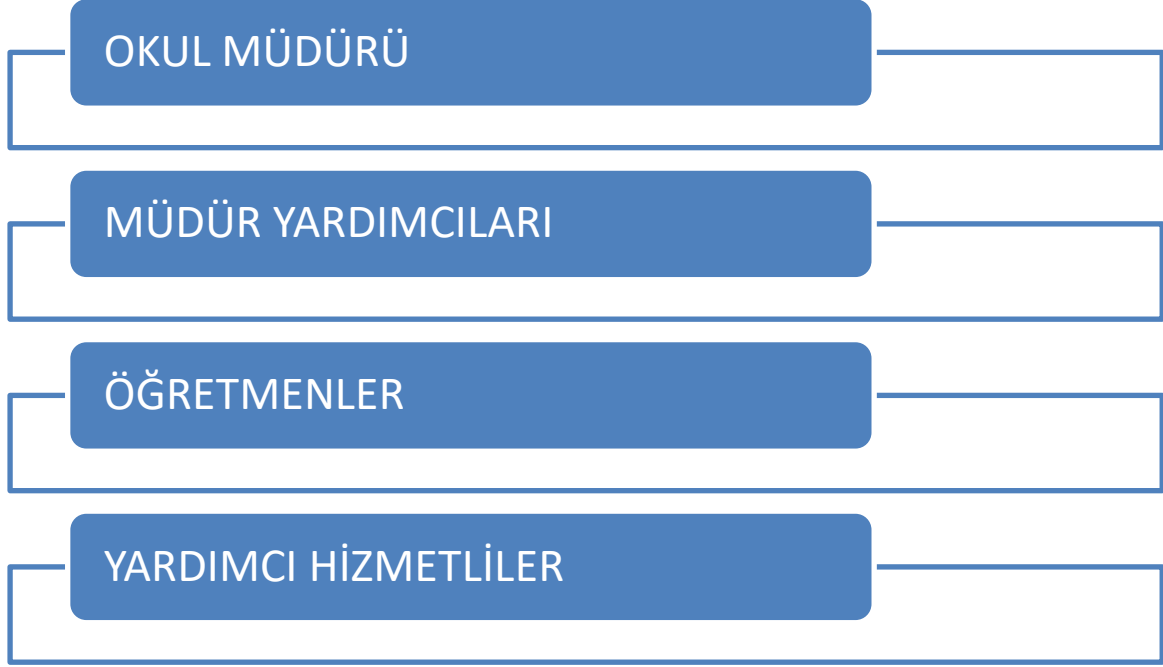 OKUL MÜDÜRÜ
MÜDÜR YARDIMCILARI
ÖĞRETMENLER
YARDIMCI HİZMETLİLER